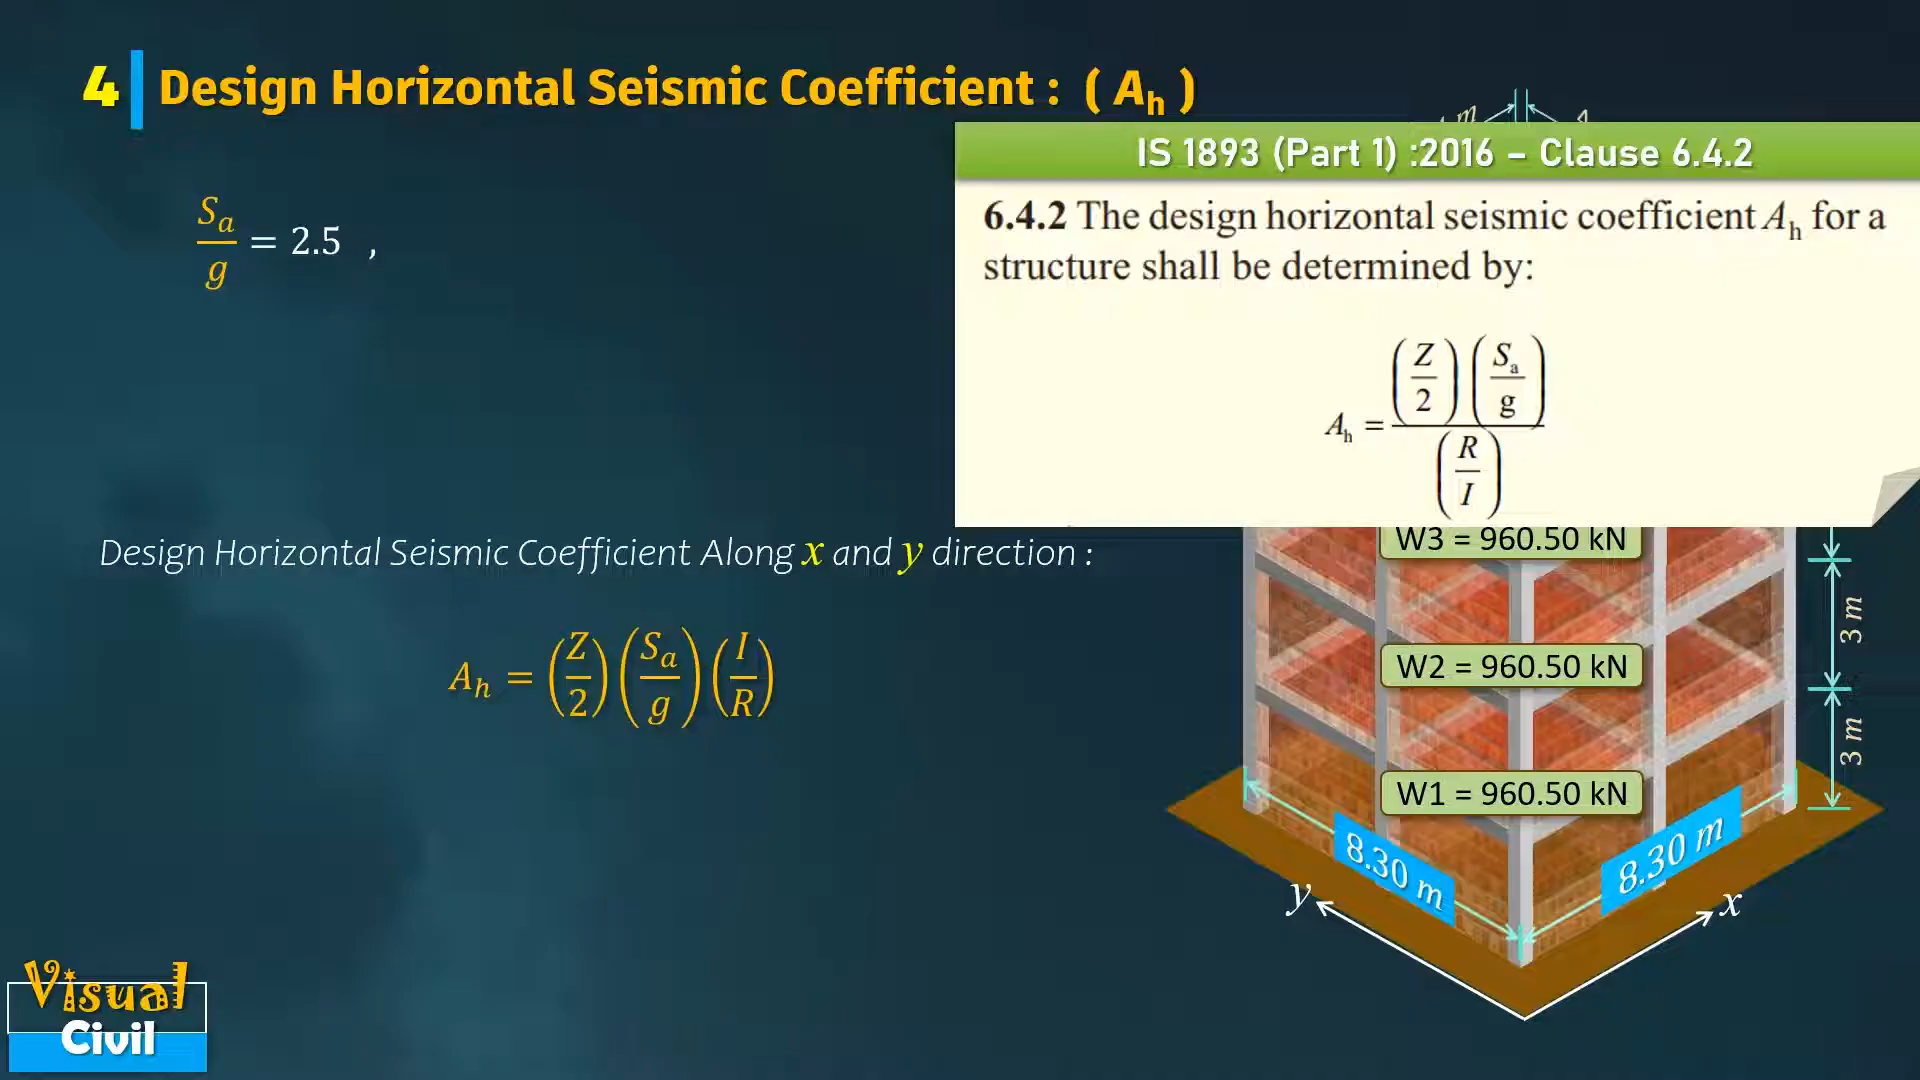 4 Design Horizontal Seismic Coefficient : ( Aₕ )
IS 1893 (Part 1) :2016 – Clause 6.4.2
6.4.2 The design horizontal seismic coefficient Aₕ for a
structure shall be determined by:
Aₕ = (Z/2) (Sₐ/g) / (R/I)
Sₐ/g = 2.5 ,
Design Horizontal Seismic Coefficient Along x and y direction :
Aₕ = (Z/2) (Sₐ/g) (I/R)
W3 = 960.50 kN
W2 = 960.50 kN
W1 = 960.50 kN
3 m
3 m
8.30 m
8.30 m
y
x
Visual
Civil